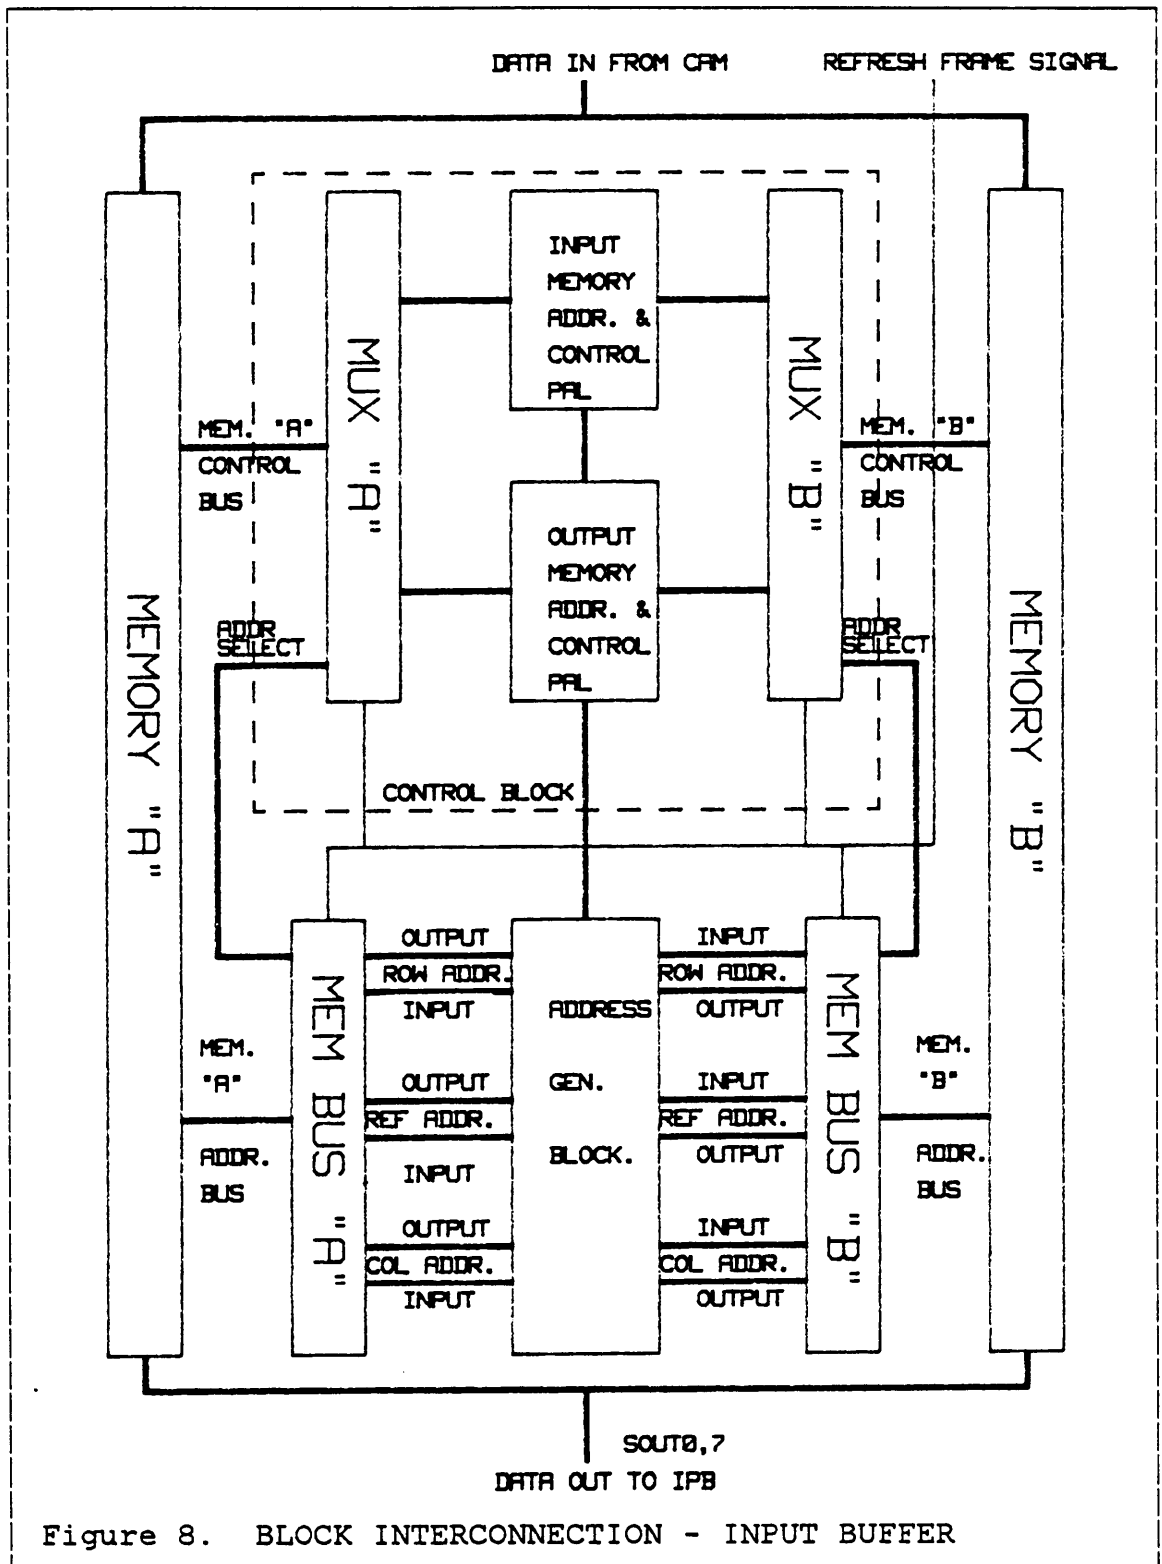 DATA IN FROM CAM
REFRESH FRAME SIGNAL
MEMORY "A"
MUX "A"
INPUT
MEMORY
ADDR. &
CONTROL
PAL
MUX "B"
MEMORY "B"
MEM. "A"
CONTROL
BUS
MEM. "B"
CONTROL
BUS
OUTPUT
MEMORY
ADDR. &
CONTROL
PAL
ADDR
SELECT
ADDR
SELECT
CONTROL BLOCK
MEM BUS "A"
OUTPUT
ROW ADDR.
INPUT
OUTPUT
REF ADDR.
INPUT
OUTPUT
COL ADDR.
INPUT
ADDRESS
GEN.
BLOCK.
INPUT
ROW ADDR.
OUTPUT
INPUT
REF ADDR.
OUTPUT
INPUT
COL ADDR.
OUTPUT
MEM BUS "B"
MEM.
"A"
ADDR.
BUS
MEM.
"B"
ADDR.
BUS
SOUT0,7
DATA OUT TO IPB
Figure 8. BLOCK INTERCONNECTION - INPUT BUFFER